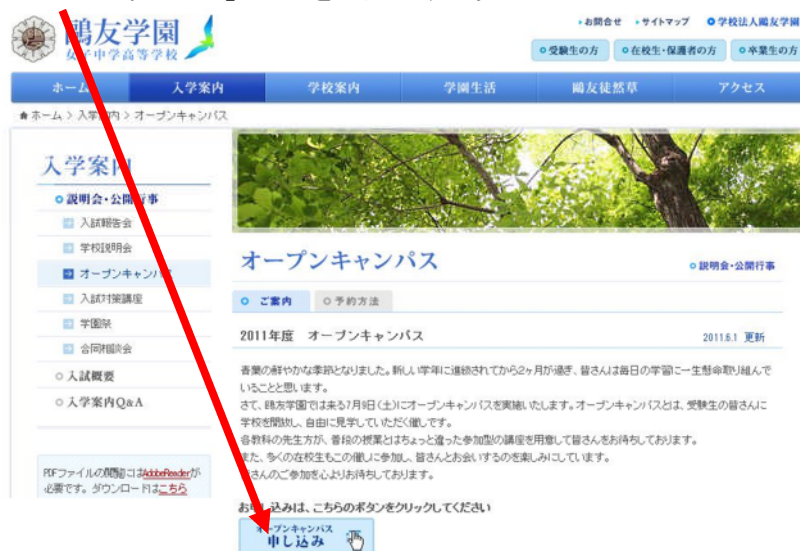 鷗友学園
女子中学高等学校
・お問合せ ・サイトマップ 学校法人鷗友学園
受験生の方 在校生・保護者の方 卒業生の方
ホーム 入学案内 学校案内 学園生活 鷗友徒然草 アクセス
ホーム > 入学案内 > オープンキャンパス
入学案内
説明会・公開行事
入試報告会
学校説明会
オープンキャンパス
入試対策講座
学園祭
合同相談会
入試概要
入学案内Q&A
PDFファイルの閲覧にはAdobeReaderが
必要です。ダウンロードはこちら
オープンキャンパス
説明会・公開行事
ご案内 予約方法
2011年度 オープンキャンパス 2011.6.1 更新
青葉の鮮やかな季節となりました。新しい学年に進級されてから2ヶ月が過ぎ、皆さんは毎日の学習に一生懸命取り組んで
いることと思います。
さて、鴎友学園では来る7月9日(土)にオープンキャンパスを実施いたします。オープンキャンパスとは、受験生の皆さんに
学校を開放し、自由に見学していただく催しです。
各教科の先生方が、普段の授業とはちょっと違った参加型の講座を用意して皆さんをお待ちしております。
また、多くの在校生もこの催しに参加し、皆さんとお会いするのを楽しみにしています。
皆さんのご参加を心よりお待ちしております。
お申し込みは、こちらのボタンをクリックしてください
オープンキャンパス
申し込み